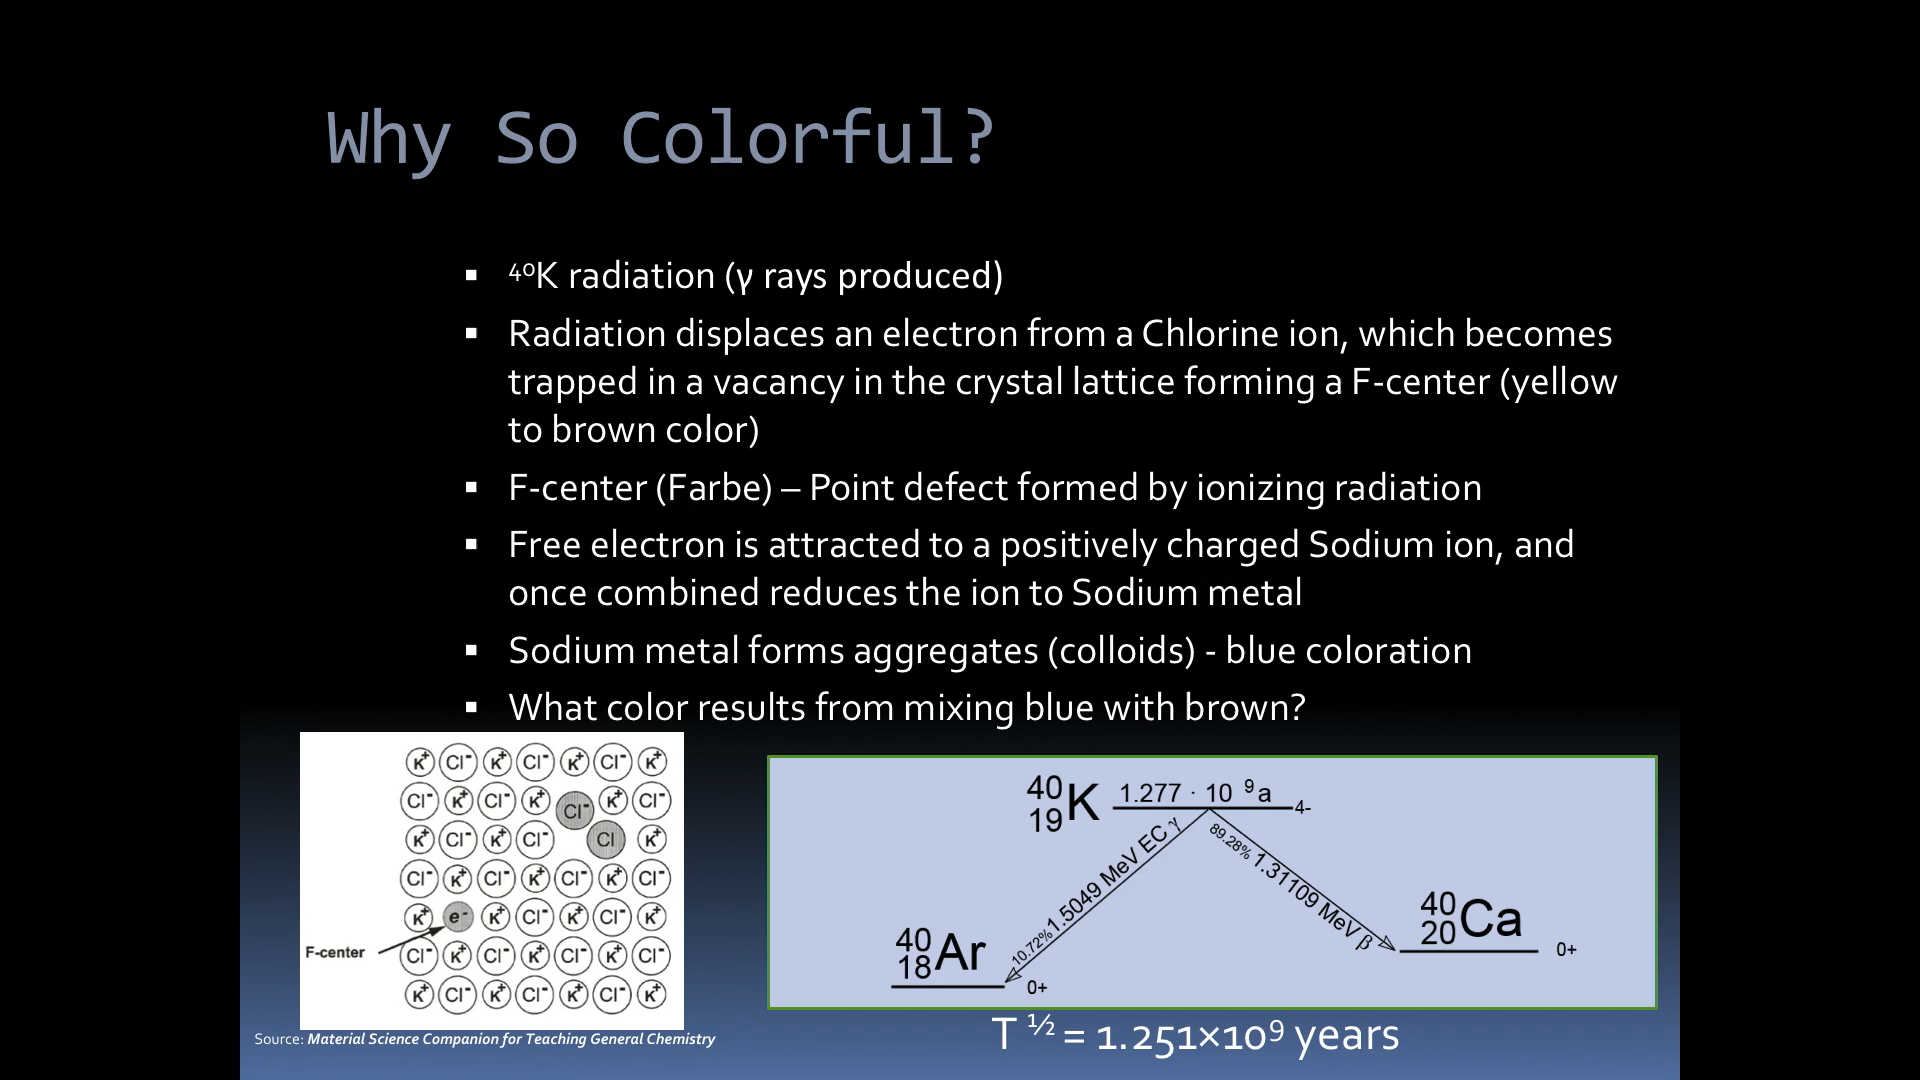 Why So Colorful?
▪ ⁴⁰K radiation (γ rays produced)
▪ Radiation displaces an electron from a Chlorine ion, which becomes
trapped in a vacancy in the crystal lattice forming a F-center (yellow
to brown color)
▪ F-center (Farbe) – Point defect formed by ionizing radiation
▪ Free electron is attracted to a positively charged Sodium ion, and
once combined reduces the ion to Sodium metal
▪ Sodium metal forms aggregates (colloids) - blue coloration
▪ What color results from mixing blue with brown?
K⁺ Cl⁻ K⁺ Cl⁻ K⁺ Cl⁻ K⁺
Cl⁻ K⁺ Cl⁻ K⁺ Cl⁻ K⁺ Cl⁻
K⁺ Cl⁻ K⁺ Cl⁻ Cl K⁺
Cl⁻ K⁺ Cl⁻ K⁺ Cl⁻ K⁺ Cl⁻
K⁺ e⁻ K⁺ Cl⁻ K⁺ Cl⁻ K⁺
F-center
Cl⁻ K⁺ Cl⁻ K⁺ Cl⁻ K⁺ Cl⁻
K⁺ Cl⁻ K⁺ Cl⁻ K⁺ Cl⁻ K⁺
Source: Material Science Companion for Teaching General Chemistry
40
19 K 1.277 · 10 ⁹a 4-
10.72% 1.5049 MeV EC γ
89.28% 1.31109 MeV β
40
18 Ar 0+
40
20 Ca 0+
T ½ = 1.251×10⁹ years